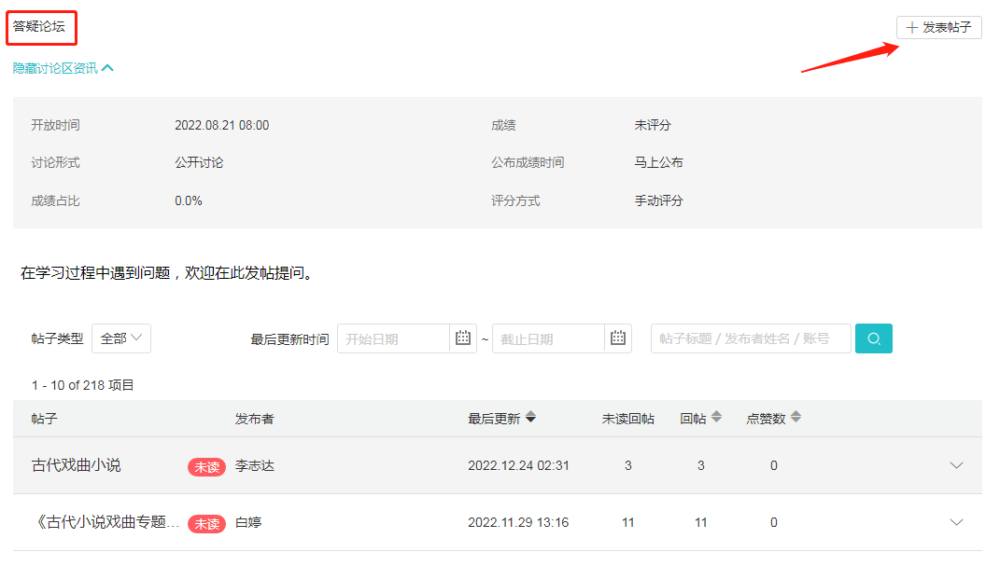 答疑论坛
发表帖子
隐藏讨论区资讯
开放时间 2022.08.21 08:00 成绩 未评分
讨论形式 公开讨论 公布成绩时间 马上公布
成绩占比 0.0% 评分方式 手动评分
在学习过程中遇到问题，欢迎在此发帖提问。
帖子类型 全部 最后更新时间 开始日期 ~ 截止日期 帖子标题 / 发布者姓名 / 账号
1 - 10 of 218 项目
帖子 发布者 最后更新 未读回帖 回帖 点赞数
古代戏曲小说 未读 李志达 2022.12.24 02:31 3 3 0
《古代小说戏曲专题... 未读 白婷 2022.11.29 13:16 11 11 0